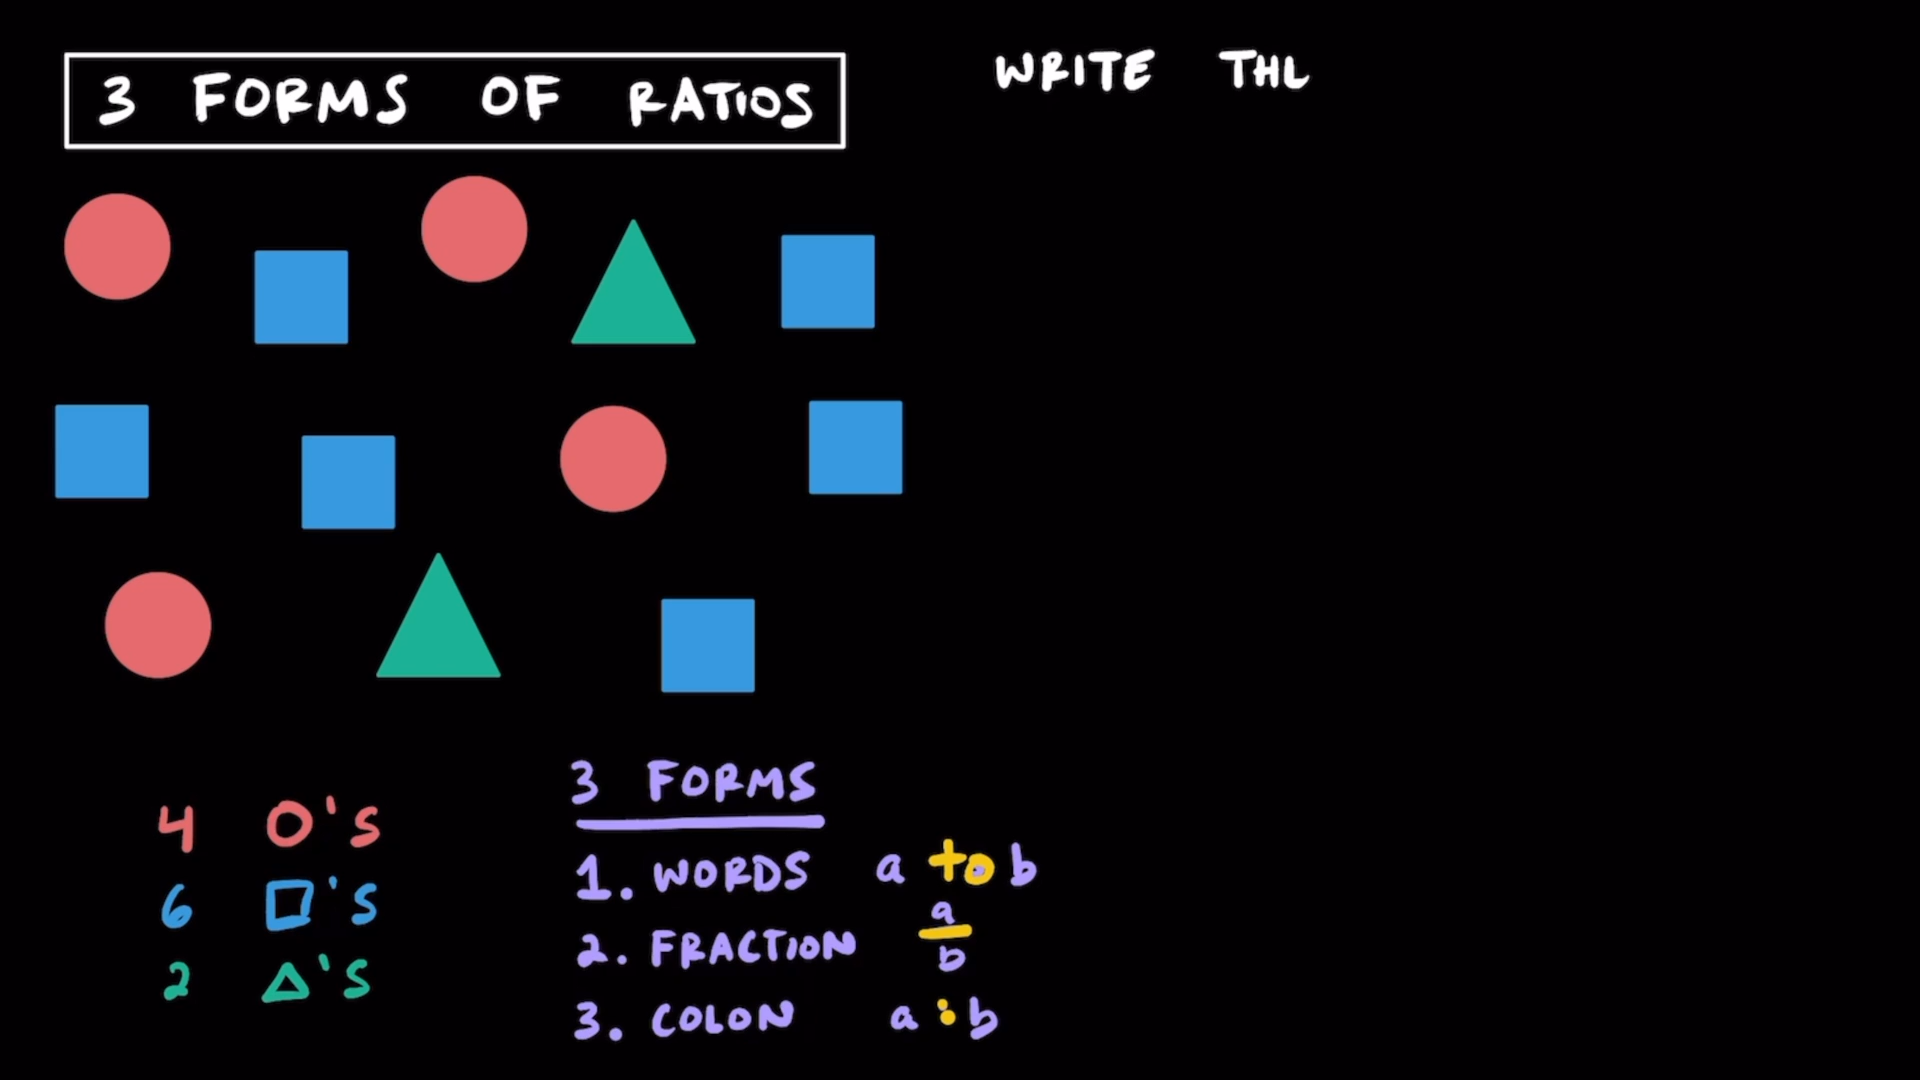 3 FORMS OF RATIOS
WRITE THL
4 O's
6 □'s
2 △'s
3 FORMS
1. WORDS a to b
2. FRACTION a/b
3. COLON a : b